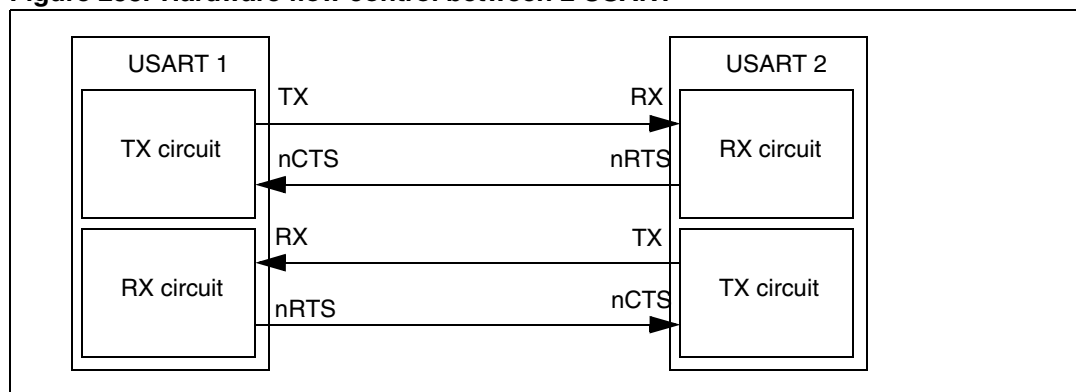 USART 1
USART 2
TX
RX
TX circuit
RX circuit
nCTS
nRTS
RX
TX
RX circuit
TX circuit
nRTS
nCTS